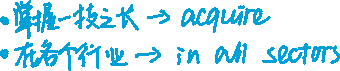 • 掌握一技之长 → acquire
• 在各个行业 → in all sectors